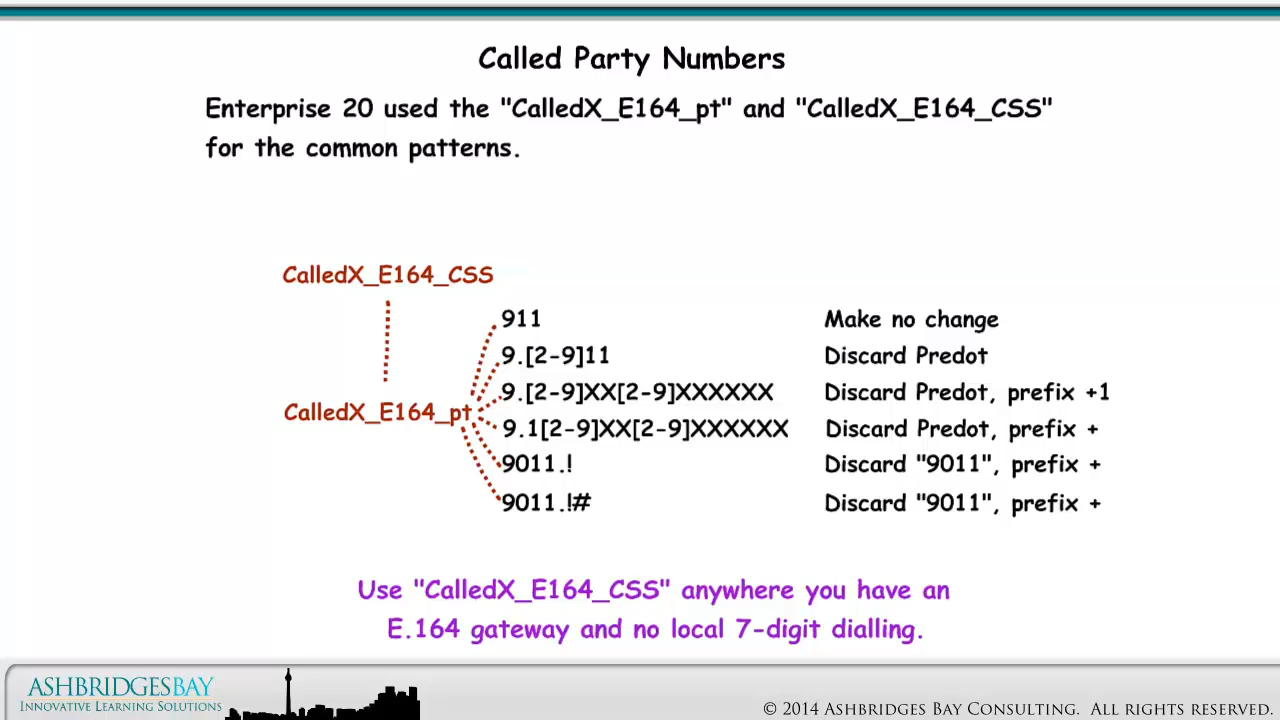 Called Party Numbers
Enterprise 20 used the "CalledX_E164_pt" and "CalledX_E164_CSS"
for the common patterns.
CalledX_E164_CSS
CalledX_E164_pt
911 Make no change
9.[2-9]11 Discard Predot
9.[2-9]XX[2-9]XXXXXX Discard Predot, prefix +1
9.1[2-9]XX[2-9]XXXXXX Discard Predot, prefix +
9011.! Discard "9011", prefix +
9011.!# Discard "9011", prefix +
Use "CalledX_E164_CSS" anywhere you have an
E.164 gateway and no local 7-digit dialling.
ASHBRIDGESBAY
INNOVATIVE LEARNING SOLUTIONS
© 2014 ASHBRIDGES BAY CONSULTING. ALL RIGHTS RESERVED.